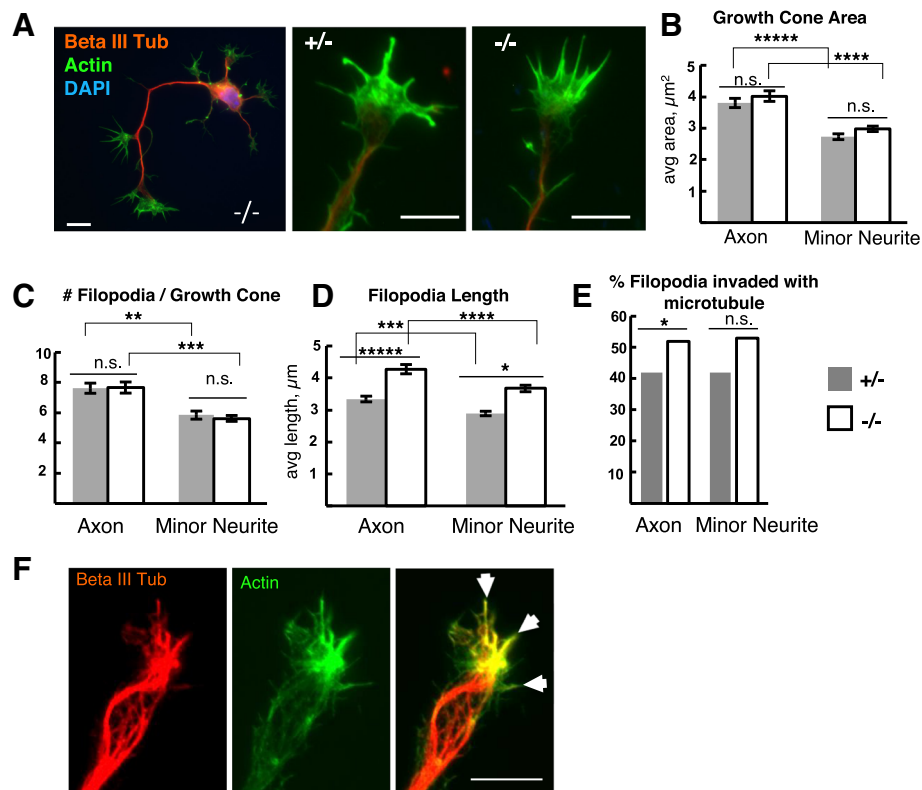 A
Beta III Tub
Actin
DAPI
-/-
+/-
-/-
B
Growth Cone Area
*****
****
n.s.
n.s.
avg area, µm²
5
4
3
2
1
Axon
Minor Neurite
C
# Filopodia / Growth Cone
**
***
n.s.
n.s.
10
8
6
4
2
Axon
Minor Neurite
D
Filopodia Length
****
***
*****
*
avg length, µm
5
4
3
2
1
Axon
Minor Neurite
E
% Filopodia invaded with
microtubule
*
n.s.
60
50
40
30
20
10
Axon
Minor Neurite
+/-
-/-
F
Beta III Tub
Actin